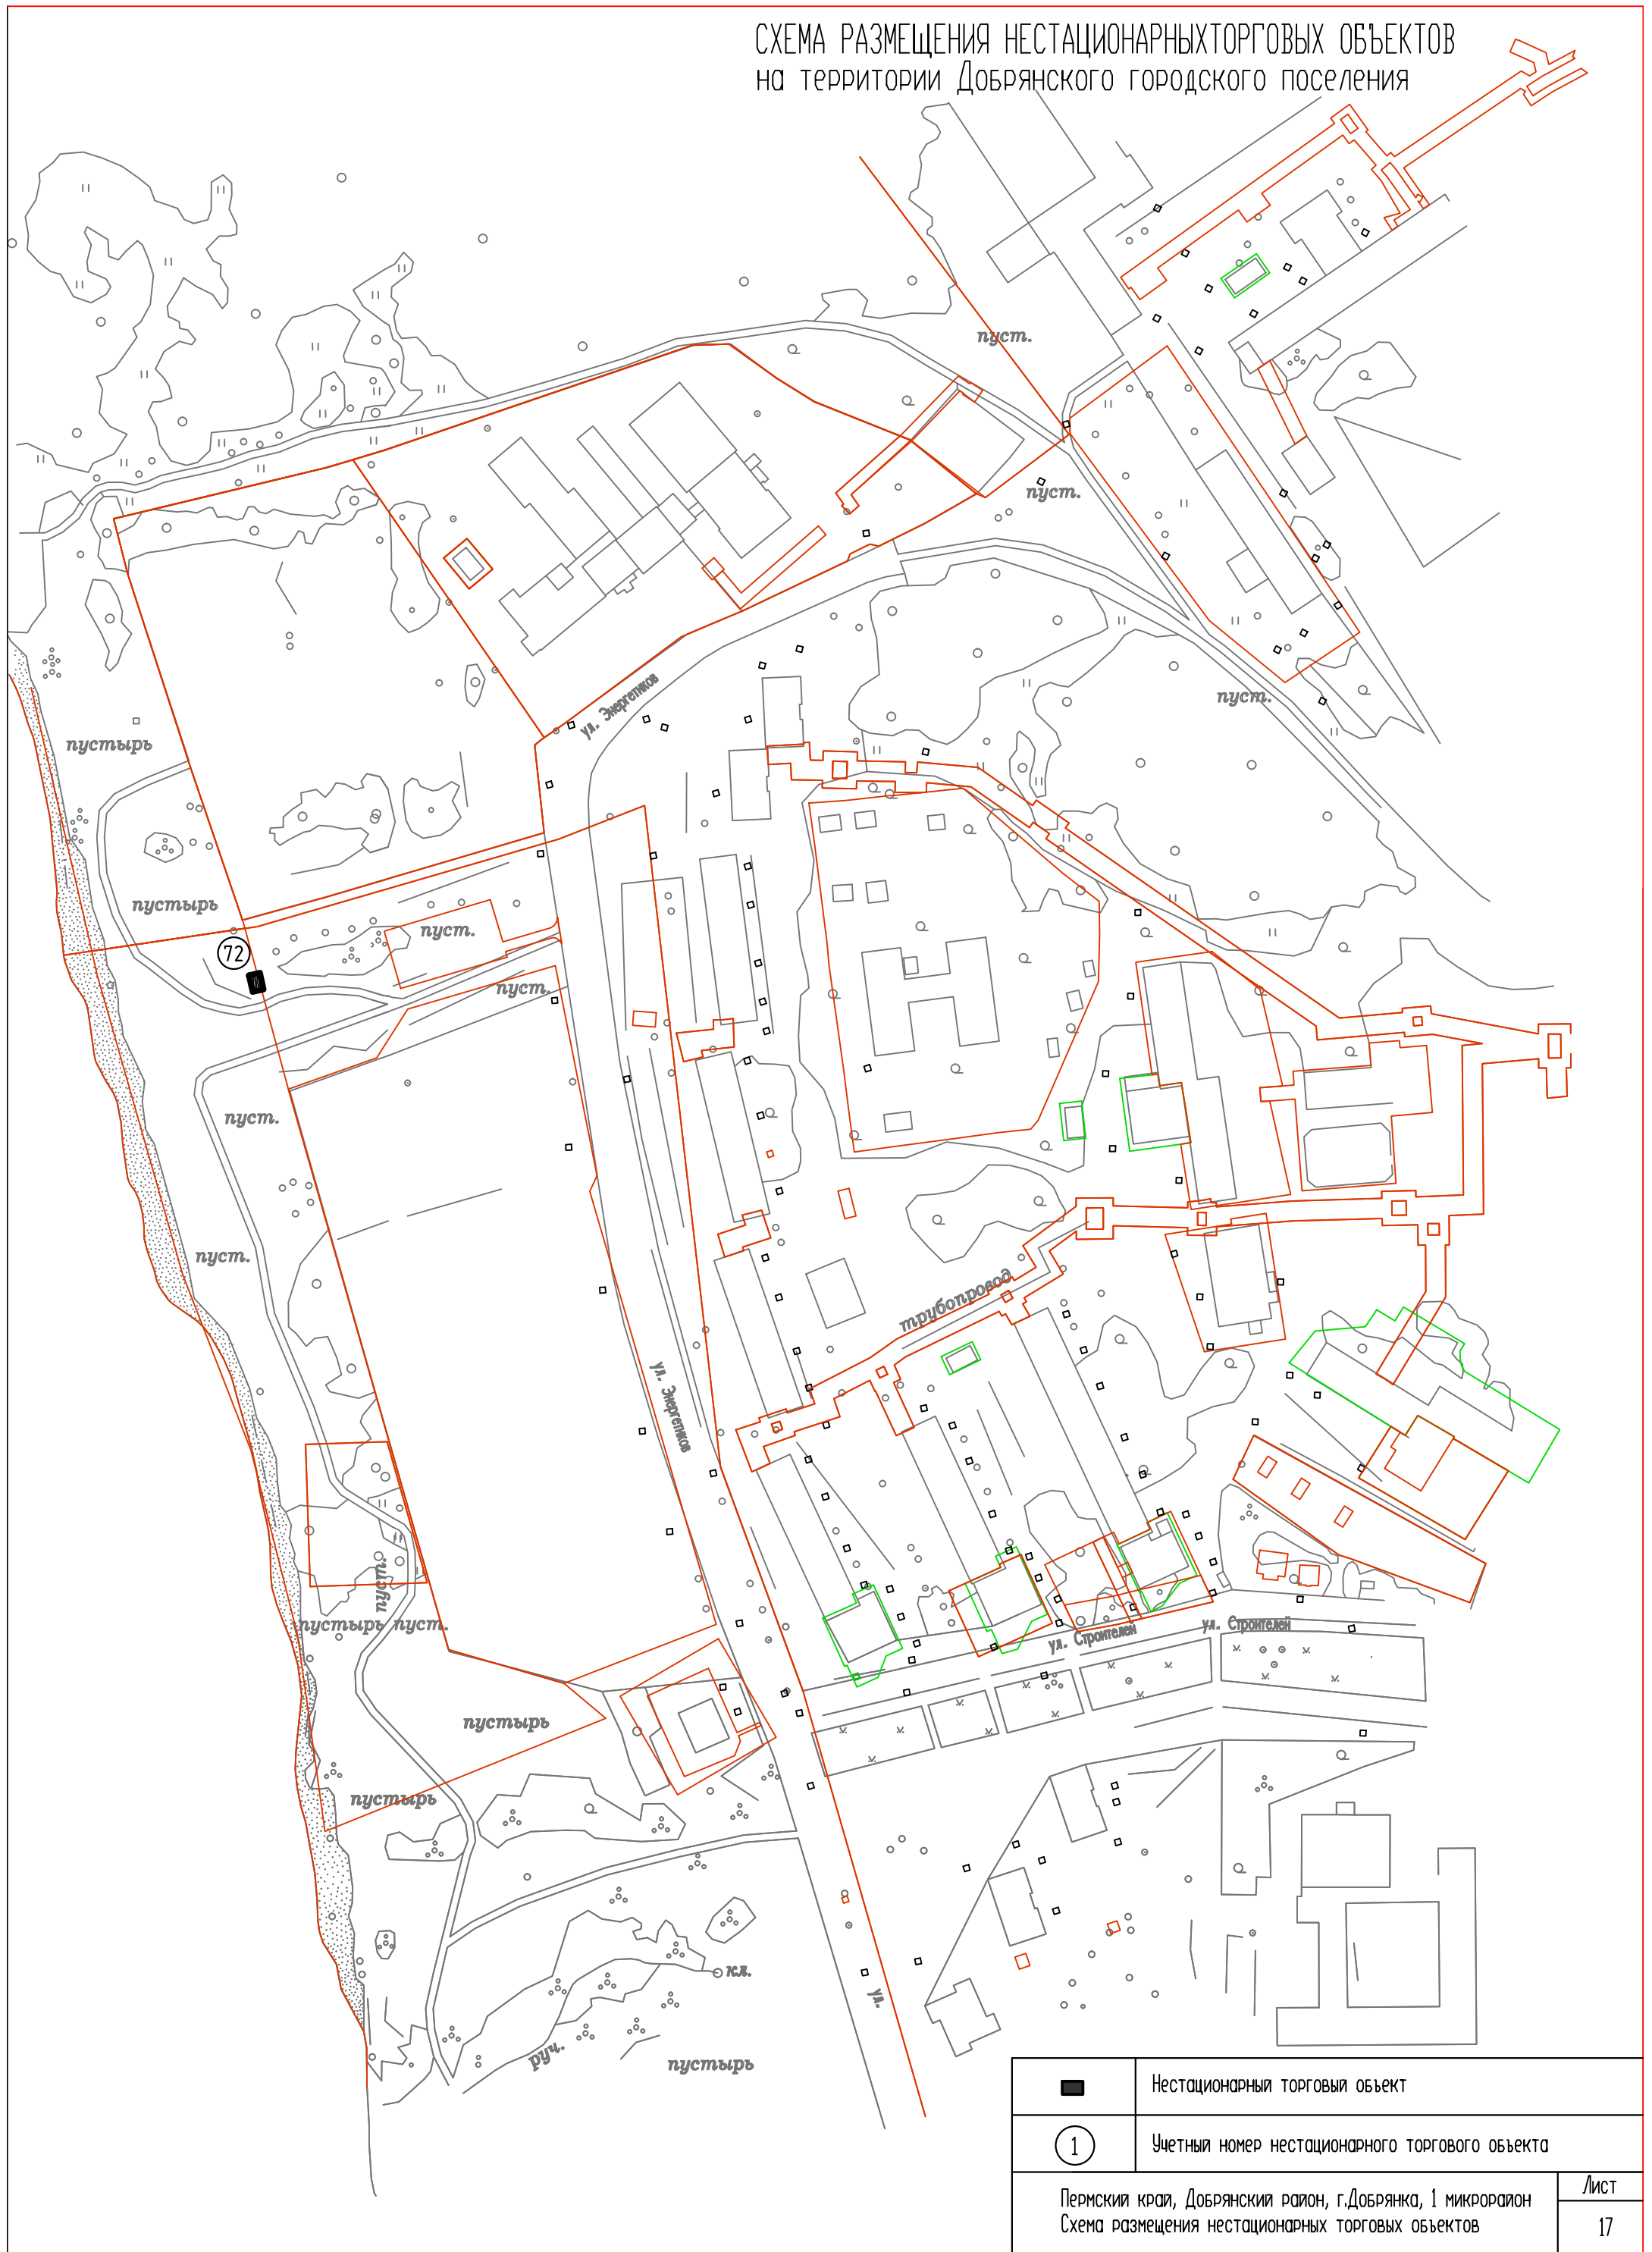 СХЕМА РАЗМЕЩЕНИЯ НЕСТАЦИОНАРНЫХТОРГОВЫХ ОБЪЕКТОВ
на территории Добрянского городского поселения
пуст.
пуст.
пуст.
ул. Энергетиков
пустырь
пустырь
пуст.
72
пуст.
пуст.
пуст.
трубопровод
ул. Энергетиков
пуст.
пустырь
пуст.
ул. Строителей
ул. Строителей
пустырь
пустырь
кл.
ул.
руч.
пустырь
Нестационарный торговый объект
1
Учетный номер нестационарного торгового объекта
Пермский край, Добрянский район, г.Добрянка, 1 микрорайон
Схема размещения нестационарных торговых объектов
Лист
17